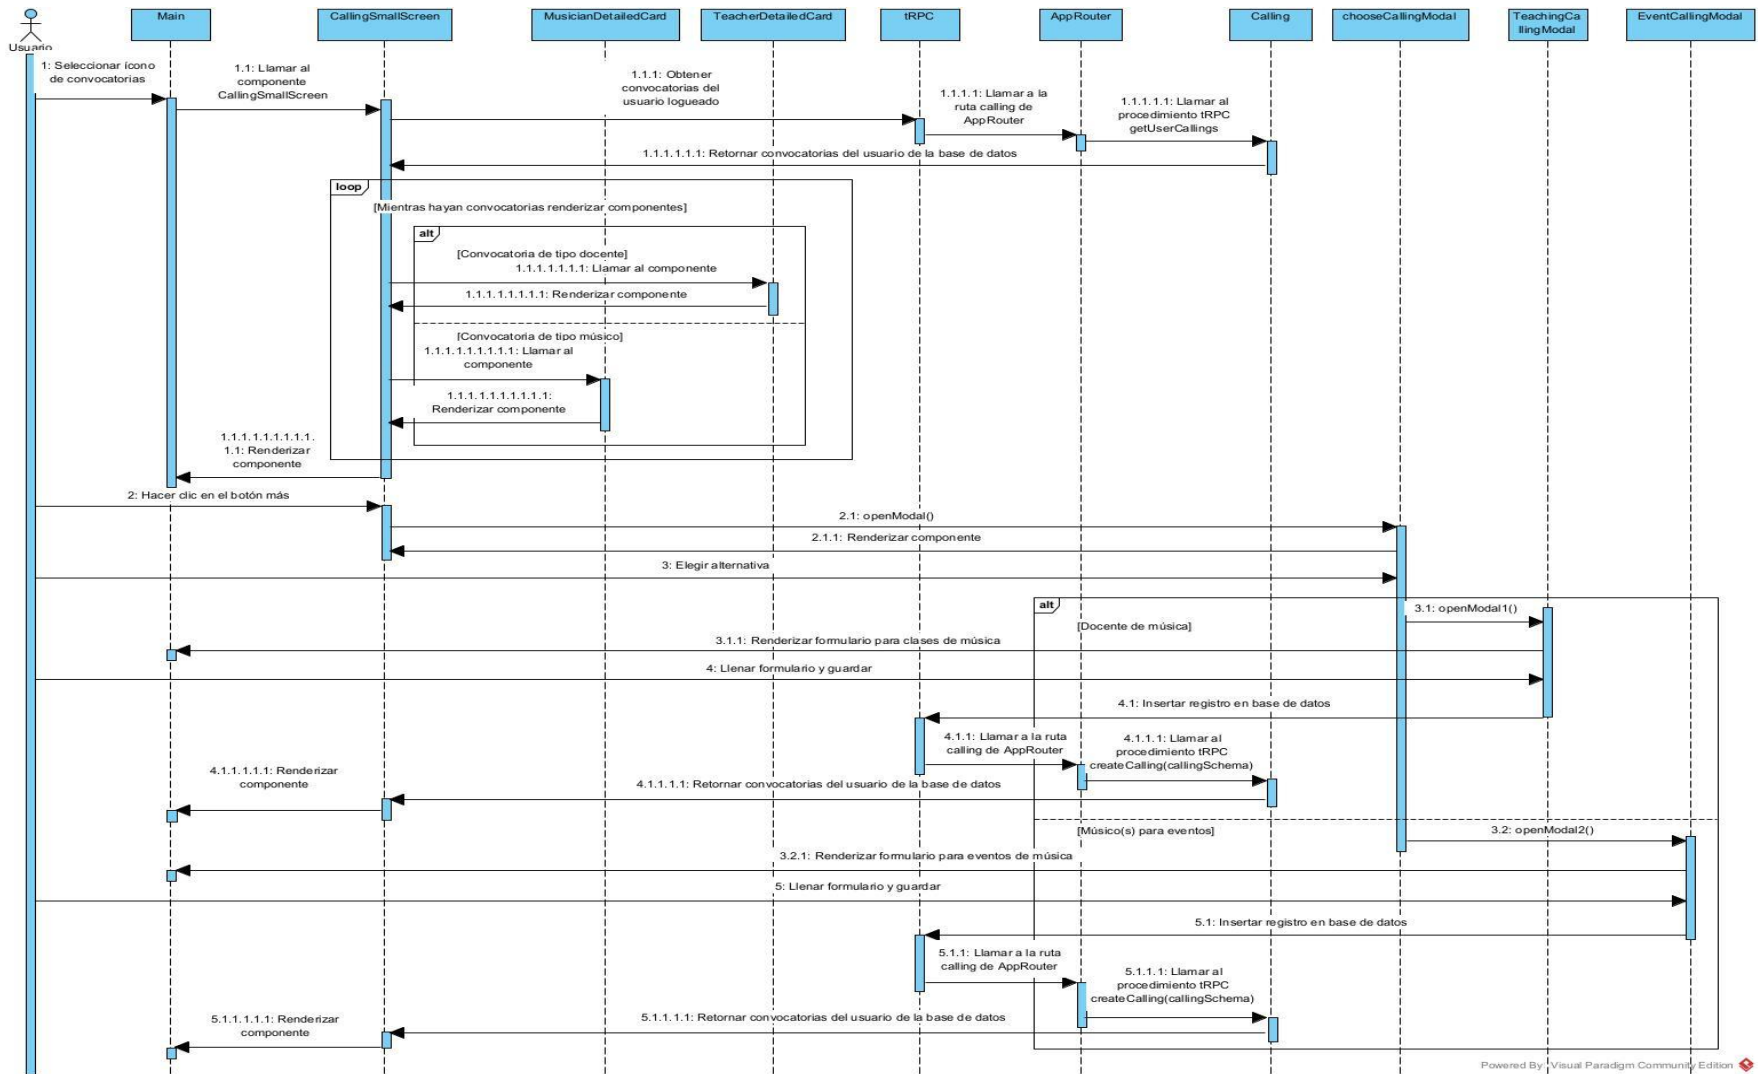 Usuario
Main
CallingSmallScreen
MusicianDetailedCard
TeacherDetailedCard
tRPC
AppRouter
Calling
chooseCallingModal
TeachingCa
llingModal
EventCallingModal
1: Seleccionar ícono
de convocatorias
1.1: Llamar al
componente
CallingSmallScreen
1.1.1: Obtener
convocatorias del
usuario logueado
1.1.1.1: Llamar a la
ruta calling de
AppRouter
1.1.1.1.1: Llamar al
procedimiento tRPC
getUserCallings
1.1.1.1.1.1: Retornar convocatorias del usuario de la base de datos
loop
[Mientras hayan convocatorias renderizar componentes]
alt
[Convocatoria de tipo docente]
1.1.1.1.1.1.1: Llamar al componente
1.1.1.1.1.1.1.1: Renderizar componente
[Convocatoria de tipo músico]
1.1.1.1.1.1.1.1.1: Llamar al
componente
1.1.1.1.1.1.1.1.1.1:
Renderizar componente
1.1.1.1.1.1.1.1.1.
1.1: Renderizar
componente
2: Hacer clic en el botón más
2.1: openModal()
2.1.1: Renderizar componente
3: Elegir alternativa
alt
3.1: openModal1()
[Docente de música]
3.1.1: Renderizar formulario para clases de música
4: Llenar formulario y guardar
4.1: Insertar registro en base de datos
4.1.1: Llamar a la ruta
calling de AppRouter
4.1.1.1: Llamar al
procedimiento tRPC
createCalling(callingSchema)
4.1.1.1.1: Retornar convocatorias del usuario de la base de datos
4.1.1.1.1.1: Renderizar
componente
[Músico(s) para eventos]
3.2: openModal2()
3.2.1: Renderizar formulario para eventos de música
5: Llenar formulario y guardar
5.1: Insertar registro en base de datos
5.1.1: Llamar a la ruta
calling de AppRouter
5.1.1.1: Llamar al
procedimiento tRPC
createCalling(callingSchema)
5.1.1.1.1: Retornar convocatorias del usuario de la base de datos
5.1.1.1.1.1: Renderizar
componente
Powered By Visual Paradigm Community Edition